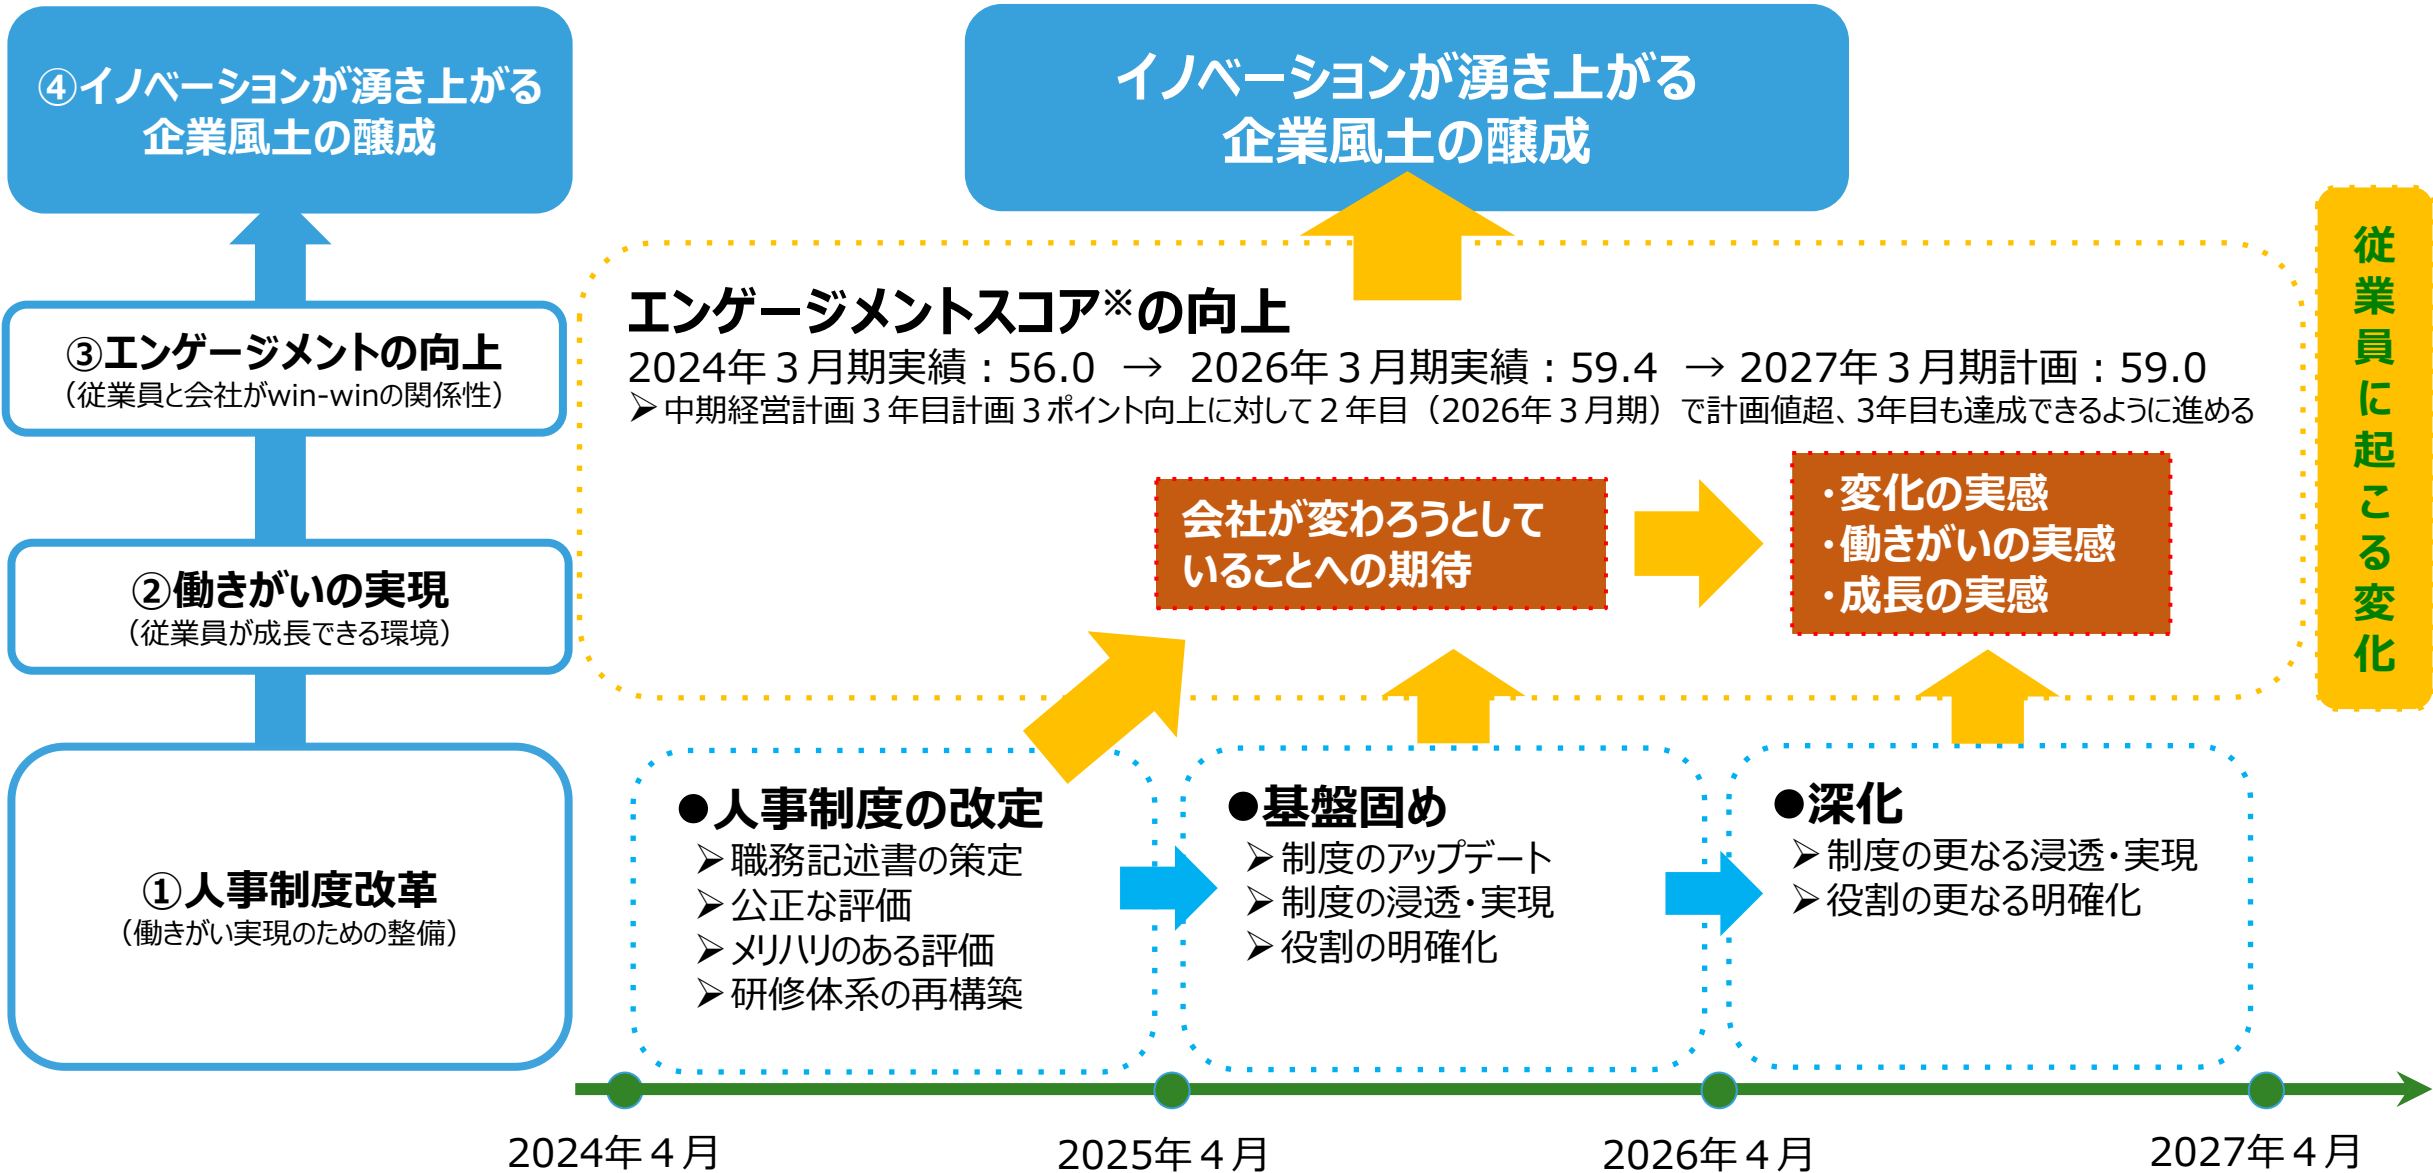 ④イノベーションが湧き上がる
企業風土の醸成
③エンゲージメントの向上
（従業員と会社がwin-winの関係性）
②働きがいの実現
（従業員が成長できる環境）
①人事制度改革
（働きがい実現のための整備）
イノベーションが湧き上がる
企業風土の醸成
エンゲージメントスコア※の向上
2024年３月期実績：56.0 → 2026年３月期実績：59.4 → 2027年３月期計画：59.0
➢中期経営計画３年目計画３ポイント向上に対して２年目（2026年３月期）で計画値超、3年目も達成できるように進める
会社が変わろうとして
いることへの期待
・変化の実感
・働きがいの実感
・成長の実感
従業員に起こる変化
●人事制度の改定
➢職務記述書の策定
➢公正な評価
➢メリハリのある評価
➢研修体系の再構築
●基盤固め
➢制度のアップデート
➢制度の浸透・実現
➢役割の明確化
●深化
➢制度の更なる浸透・実現
➢役割の更なる明確化
2024年４月
2025年４月
2026年４月
2027年４月